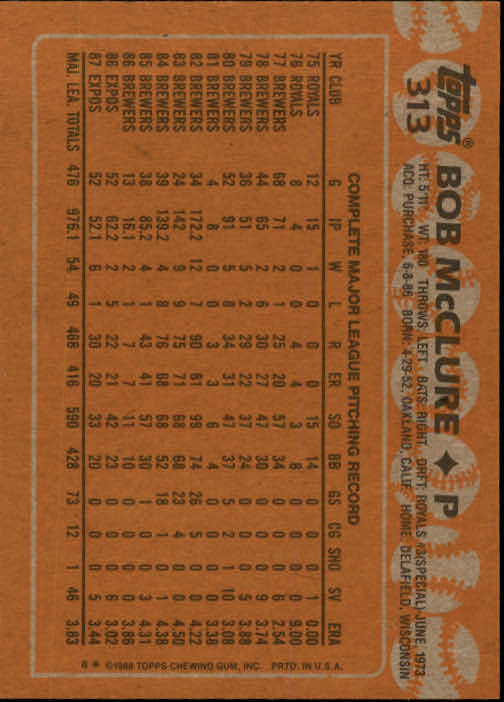 topps®
313
BOB McCLURE ♦ P
HT: 5'11" WT: 180 THROWS: LEFT BATS: RIGHT DRFT: ROYALS #3(SPECIAL)-JUNE, 1973
ACQ: PURCHASE, 6-8-86 BORN: 4-29-52, OAKLAND, CALIF. HOME: DELAFIELD, WISCONSIN
COMPLETE MAJOR LEAGUE PITCHING RECORD
YR CLUB G IP W L R ER SO BB GS CG SHO SV ERA
75 ROYALS 12 15 1 0 0 0 15 14 0 0 0 1 0.00
76 ROYALS 8 4 0 0 4 4 3 8 0 0 0 0 9.00
77 BREWERS 68 71 2 1 25 20 57 34 0 0 0 6 2.54
78 BREWERS 44 65 2 6 30 27 47 30 0 0 0 9 3.74
79 BREWERS 36 51 5 2 29 22 37 24 0 0 0 5 3.88
80 BREWERS 52 91 5 8 34 31 47 37 5 2 1 10 3.08
81 BREWERS 4 8 0 0 3 3 6 4 0 0 0 0 3.38
82 BREWERS 34 172.2 12 7 90 81 99 74 26 5 0 0 4.22
83 BREWERS 24 142 9 9 75 71 68 68 23 4 0 0 4.50
84 BREWERS 39 139.2 4 8 76 68 68 52 18 1 0 1 4.38
85 BREWERS 38 85.2 4 1 43 41 57 30 1 0 0 3 4.31
86 BREWERS 13 16.1 2 1 7 7 11 10 0 0 0 0 3.86
86 EXPOS 52 62.2 2 5 22 21 42 23 0 0 0 6 3.02
87 EXPOS 52 52.1 6 1 30 20 33 20 0 0 0 5 3.44
MAJ. LEA. TOTALS 476 976.1 54 49 468 416 590 428 73 12 1 46 3.83
6 * ©1988 TOPPS-CHEWING GUM, INC. PRTD. IN U.S.A.